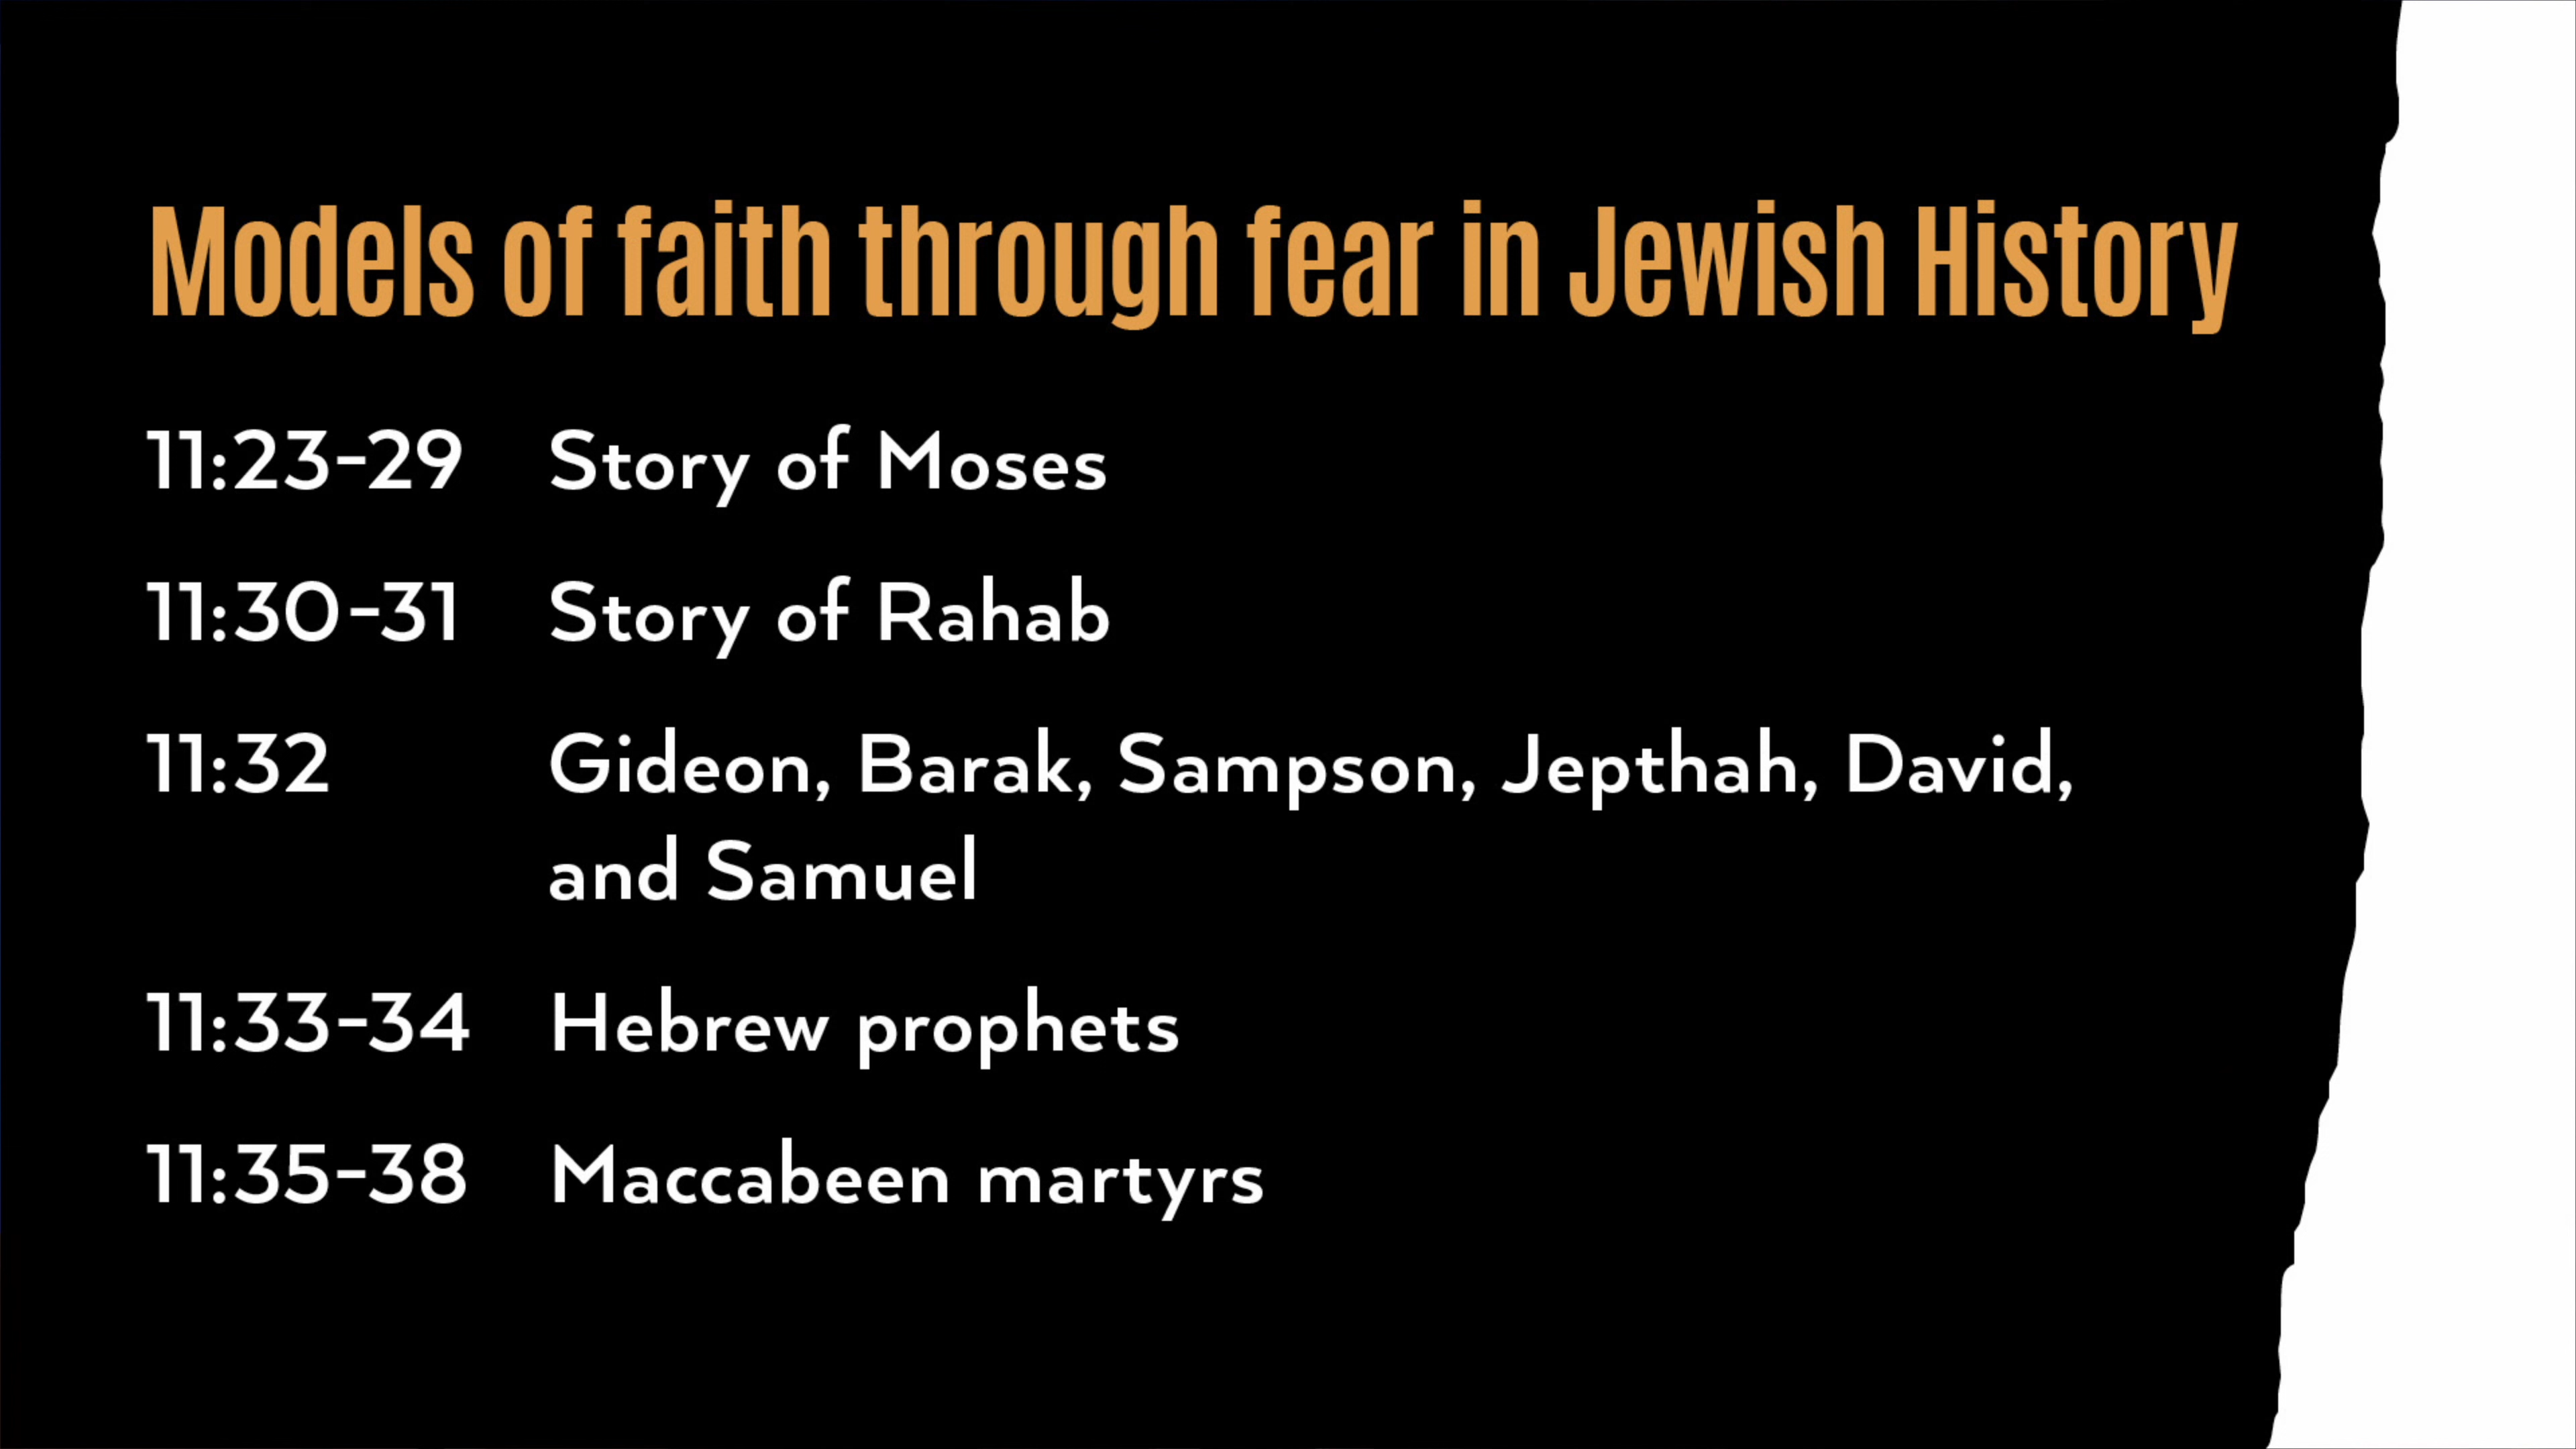 Models of faith through fear in Jewish History
11:23-29 Story of Moses
11:30-31 Story of Rahab
11:32 Gideon, Barak, Sampson, Jepthah, David,
and Samuel
11:33-34 Hebrew prophets
11:35-38 Maccabeen martyrs